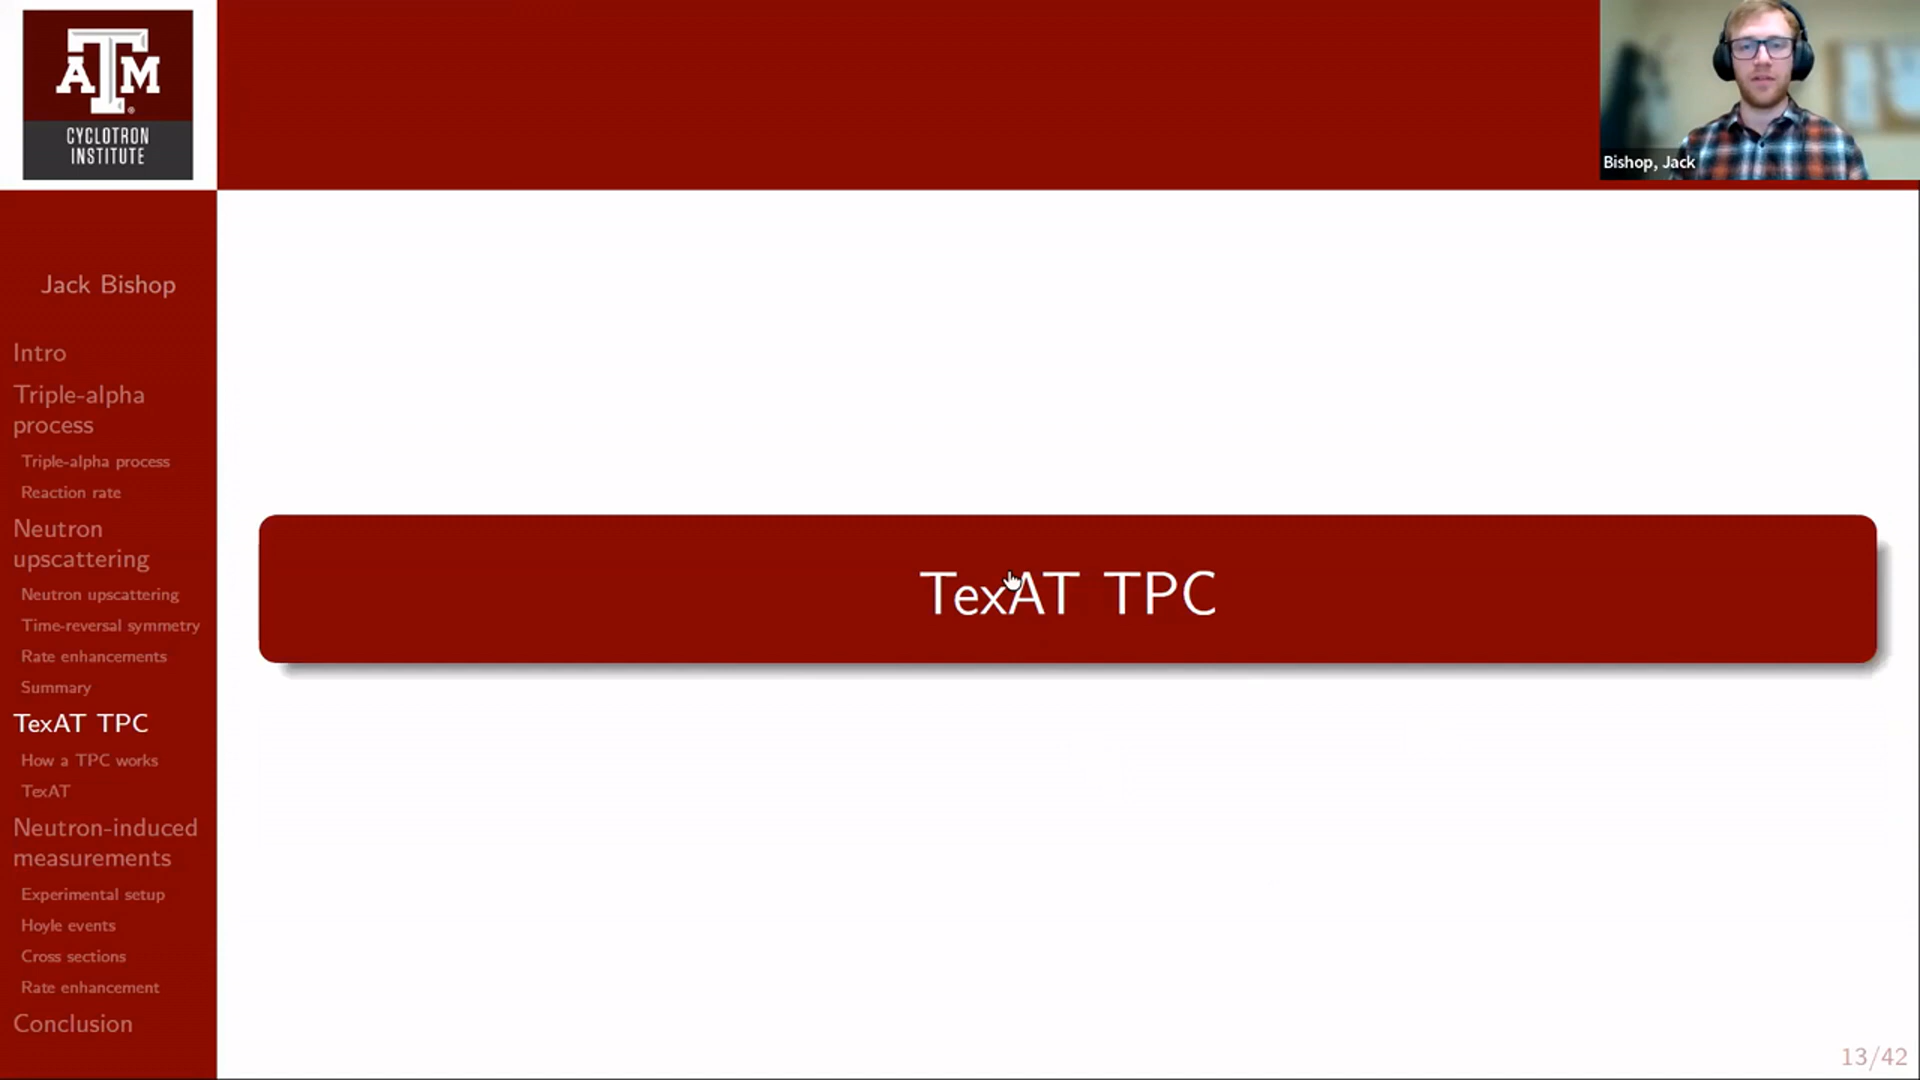 ATM
CYCLOTRON
INSTITUTE
Bishop, Jack
Jack Bishop
Intro
Triple-alpha
process
Triple-alpha process
Reaction rate
Neutron
upscattering
Neutron upscattering
Time-reversal symmetry
Rate enhancements
Summary
TexAT TPC
How a TPC works
TexAT
Neutron-induced
measurements
Experimental setup
Hoyle events
Cross sections
Rate enhancement
Conclusion
TexAT TPC
13/42